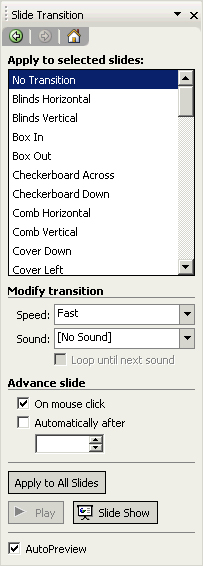 Slide Transition
Apply to selected slides:
No Transition
Blinds Horizontal
Blinds Vertical
Box In
Box Out
Checkerboard Across
Checkerboard Down
Comb Horizontal
Comb Vertical
Cover Down
Cover Left
Modify transition
Speed: Fast
Sound: [No Sound]
Loop until next sound
Advance slide
On mouse click
Automatically after
Apply to All Slides
Play Slide Show
AutoPreview